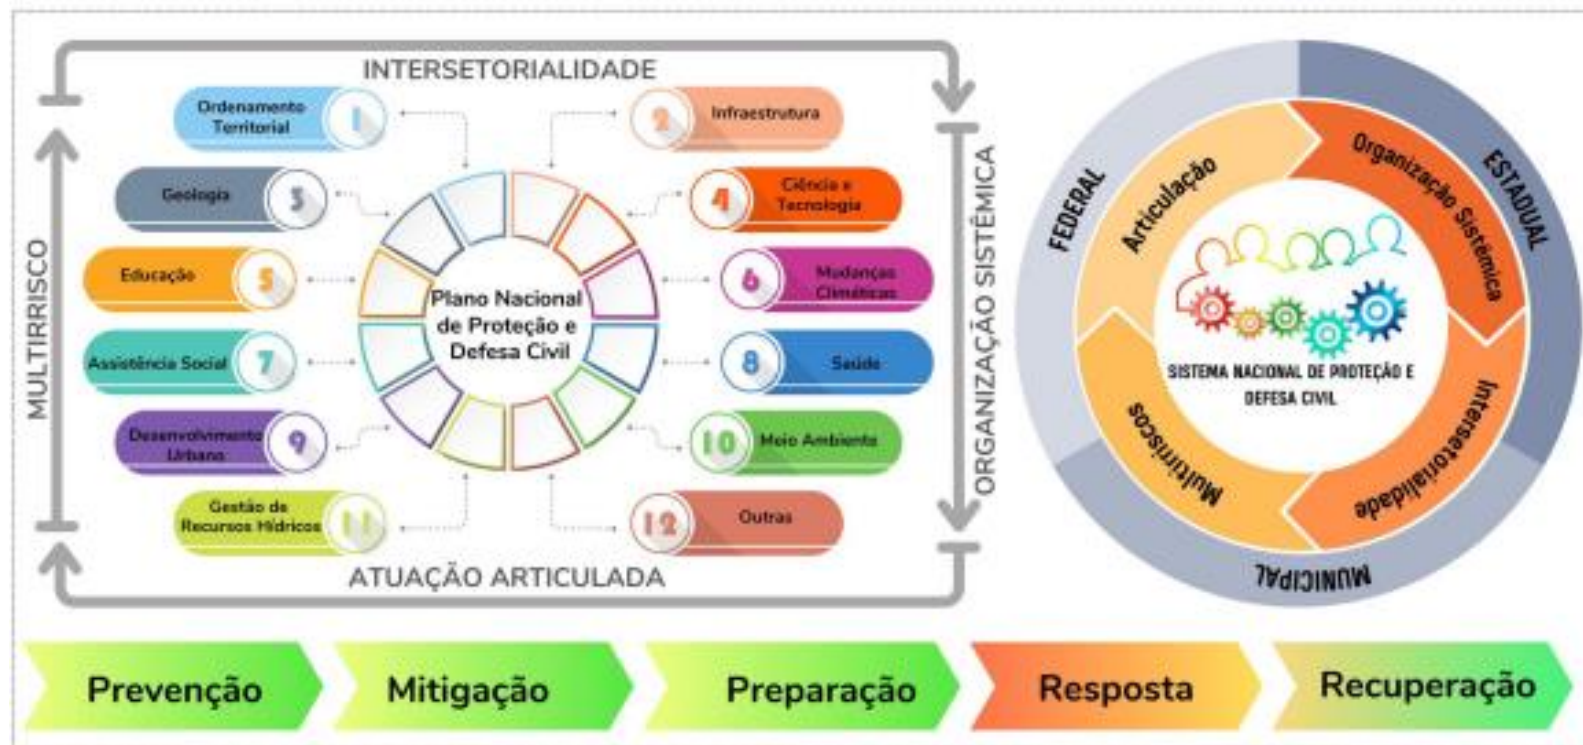 INTERSETORIALIDADE
Ordenamento
Territorial
1
2
Infraestrutura
Geologia
3
4
Ciência e
Tecnologia
Educação
5
6
Mudanças
Climáticas
Assistência Social
7
8
Saúde
Desenvolvimento
Urbano
9
10
Meio Ambiente
Gestão de
Recursos Hídricos
11
12
Outras
Plano Nacional
de Proteção e
Defesa Civil
MULTIRRISCO
ORGANIZAÇÃO SISTÊMICA
ATUAÇÃO ARTICULADA
FEDERAL
ESTADUAL
MUNICIPAL
Articulação
Organização Sistêmica
Intersetorialidade
Multirriscos
SISTEMA NACIONAL DE PROTEÇÃO E
DEFESA CIVIL
Prevenção
Mitigação
Preparação
Resposta
Recuperação